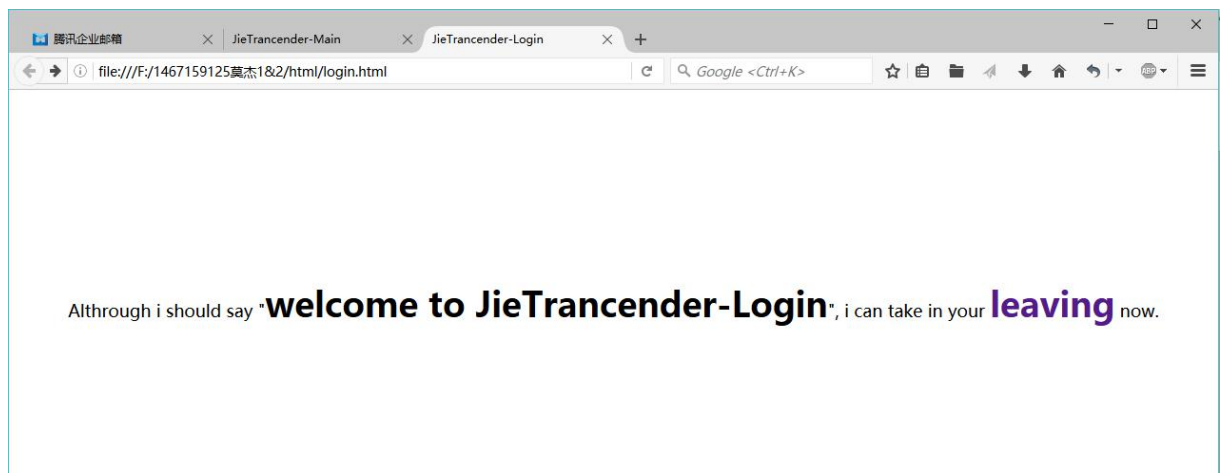 腾讯企业邮箱 JieTrancender-Main JieTrancender-Login
file:///F:/1467159125莫杰1&2/html/login.html Google <Ctrl+K> ABP
Althrough i should say "welcome to JieTrancender-Login", i can take in your leaving now.